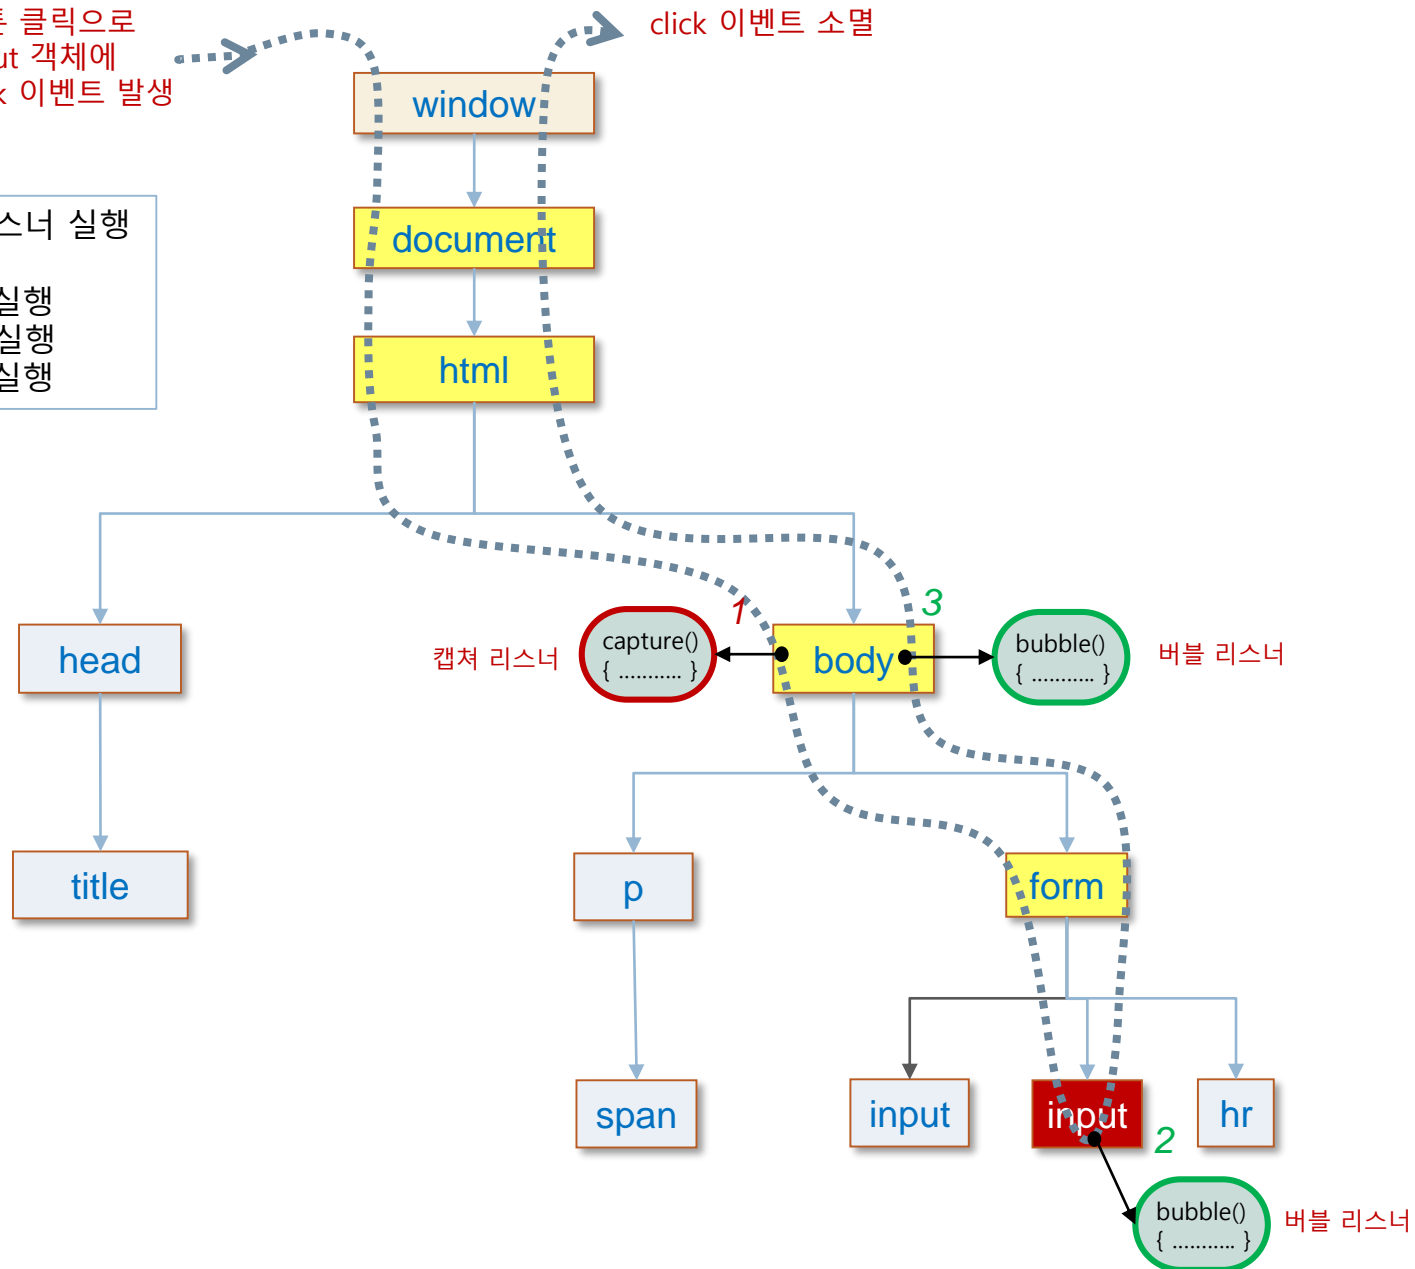 클릭으로
ut 객체에
이벤트 발생
click 이벤트 소멸
window
스너 실행
document
실행
실행
실행
html
head
캡쳐 리스너
capture()
{ ........... }
1
body
3
bubble()
{ ........... }
버블 리스너
title
p
form
span
input
input
hr
2
bubble()
{ ........... }
버블 리스너